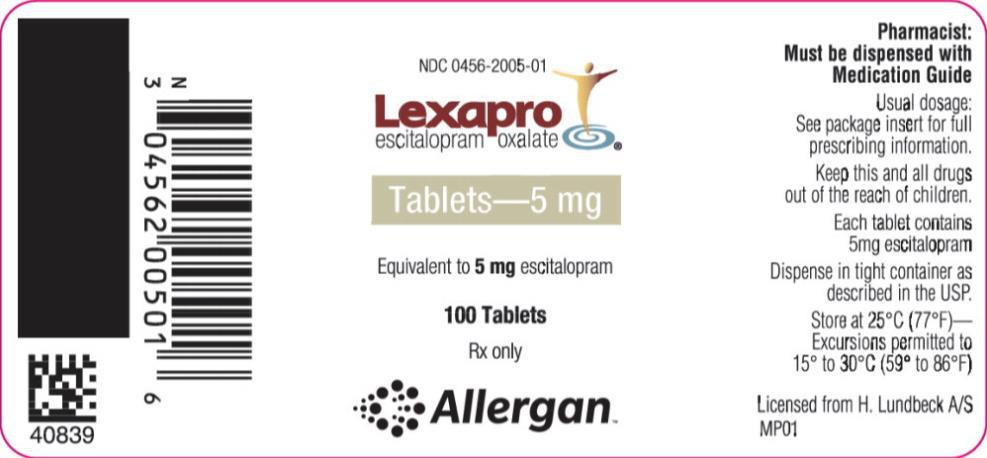 N
3 0456200501 6
40839
NDC 0456-2005-01
Lexapro
escitalopram oxalate ®
Tablets—5 mg
Equivalent to 5 mg escitalopram
100 Tablets
Rx only
Allergan™
Pharmacist:
Must be dispensed with
Medication Guide
Usual dosage:
See package insert for full
prescribing information.
Keep this and all drugs
out of the reach of children.
Each tablet contains
5mg escitalopram
Dispense in tight container as
described in the USP.
Store at 25°C (77°F)—
Excursions permitted to
15° to 30°C (59° to 86°F)
Licensed from H. Lundbeck A/S
MP01